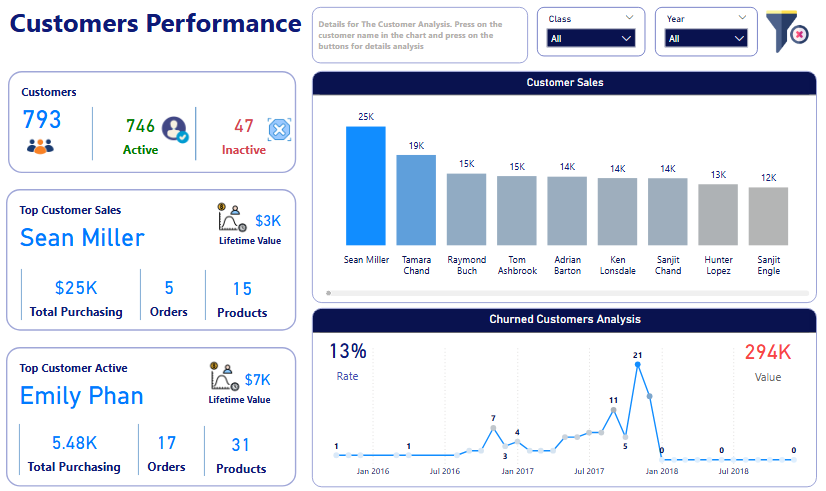 Customers Performance
Details for The Customer Analysis. Press on the
customer name in the chart and press on the
buttons for details analysis
Class
All
Year
All
Customers
793
746
Active
47
Inactive
Top Customer Sales
Sean Miller
$3K
Lifetime Value
$25K
Total Purchasing
5
Orders
15
Products
Top Customer Active
Emily Phan
$7K
Lifetime Value
5.48K
Total Purchasing
17
Orders
31
Products
Customer Sales
25K
19K
15K
15K
14K
14K
14K
13K
12K
Sean Miller
Tamara
Chand
Raymond
Buch
Tom
Ashbrook
Adrian
Barton
Ken
Lonsdale
Sanjit
Chand
Hunter
Lopez
Sanjit
Engle
Churned Customers Analysis
13%
Rate
294K
Value
1
1
7
3
4
11
5
21
0
0
0
Jan 2016
Jul 2016
Jan 2017
Jul 2017
Jan 2018
Jul 2018